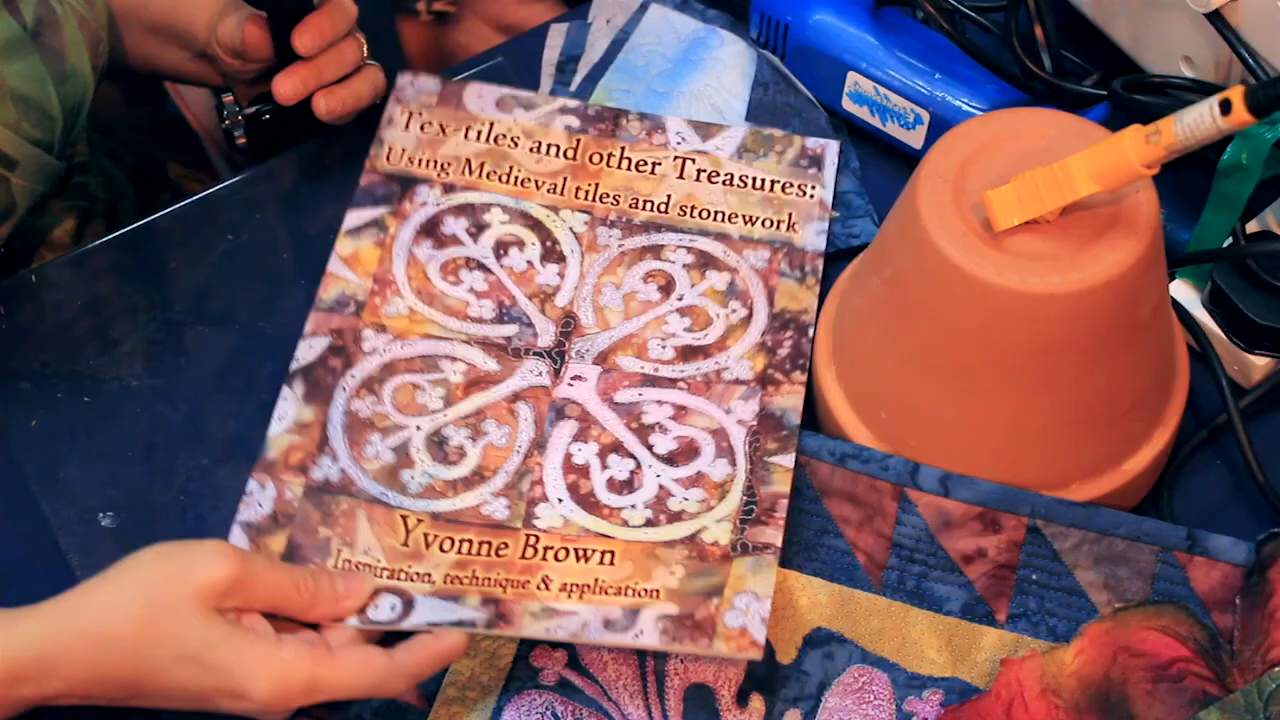 Tex-tiles and other Treasures:
Using Medieval tiles and stonework
Yvonne Brown
Inspiration, technique & application